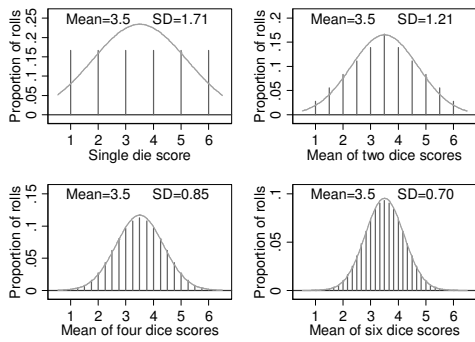 Mean=3.5 SD=1.71
Proportion of rolls
0 .05 .1 .15 .2 .25
1 2 3 4 5 6
Single die score
Mean=3.5 SD=1.21
Proportion of rolls
0 .05 .1 .15 .2
1 2 3 4 5 6
Mean of two dice scores
Mean=3.5 SD=0.85
Proportion of rolls
0 .05 .1 .15
1 2 3 4 5 6
Mean of four dice scores
Mean=3.5 SD=0.70
Proportion of rolls
0 .05 .1
1 2 3 4 5 6
Mean of six dice scores